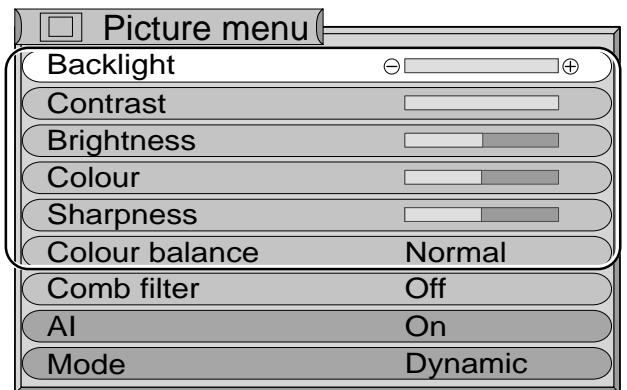 Picture menu
Backlight
Contrast
Brightness
Colour
Sharpness
Colour balance Normal
Comb filter Off
AI On
Mode Dynamic